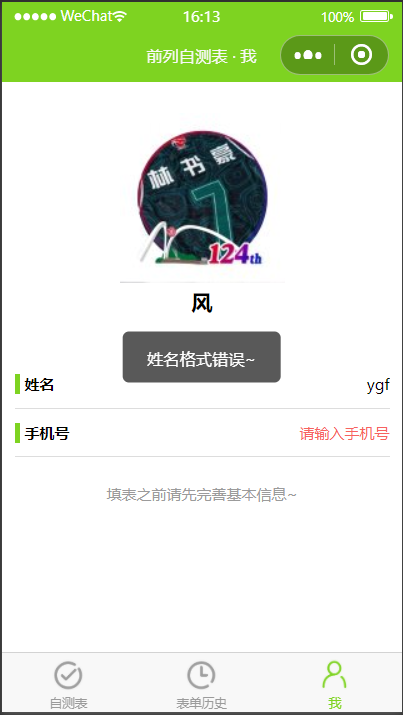 WeChat 16:13 100%
前列自测表 · 我
林书豪
7
124th
风
姓名格式错误~
姓名 ygf
手机号 请输入手机号
填表之前请先完善基本信息~
自测表 表单历史 我